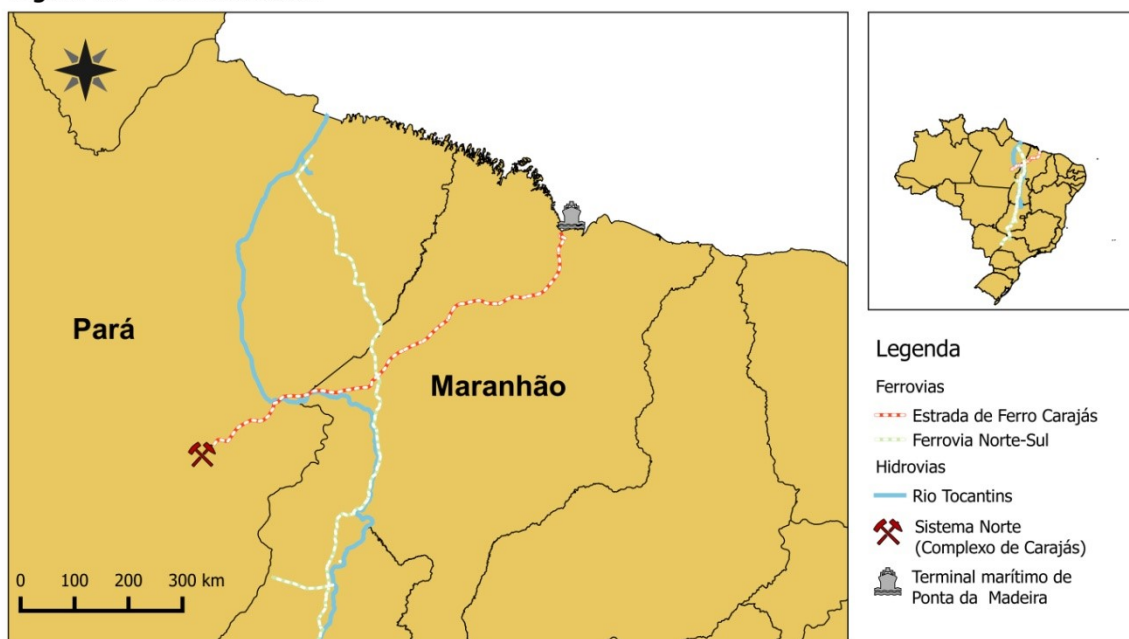 Pará
Maranhão
0 100 200 300 km
Legenda
Ferrovias
Estrada de Ferro Carajás
Ferrovia Norte-Sul
Hidrovias
Rio Tocantins
Sistema Norte
(Complexo de Carajás)
Terminal marítimo de
Ponta da Madeira